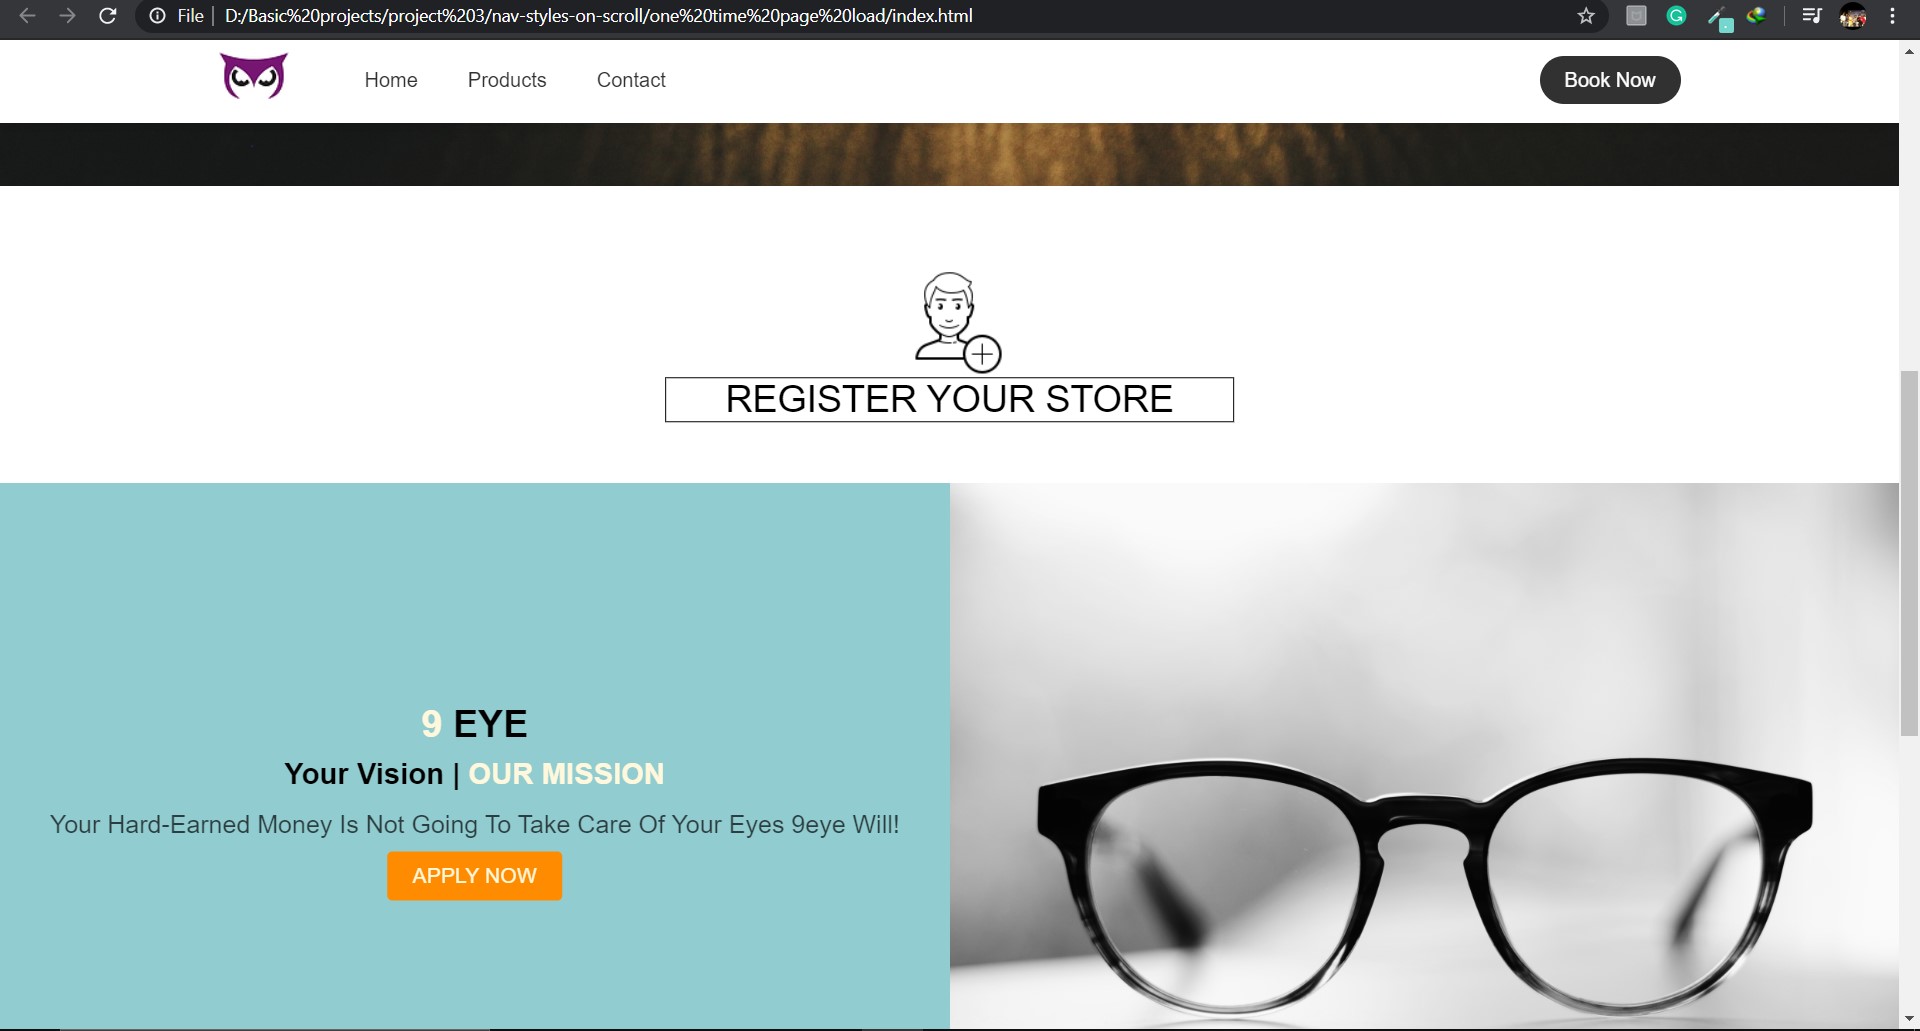 File
D:/Basic%20projects/project%203/nav-styles-on-scroll/one%20time%20page%20load/index.html
Home Products Contact Book Now
REGISTER YOUR STORE
9 EYE
Your Vision | OUR MISSION
Your Hard-Earned Money Is Not Going To Take Care Of Your Eyes 9eye Will!
APPLY NOW